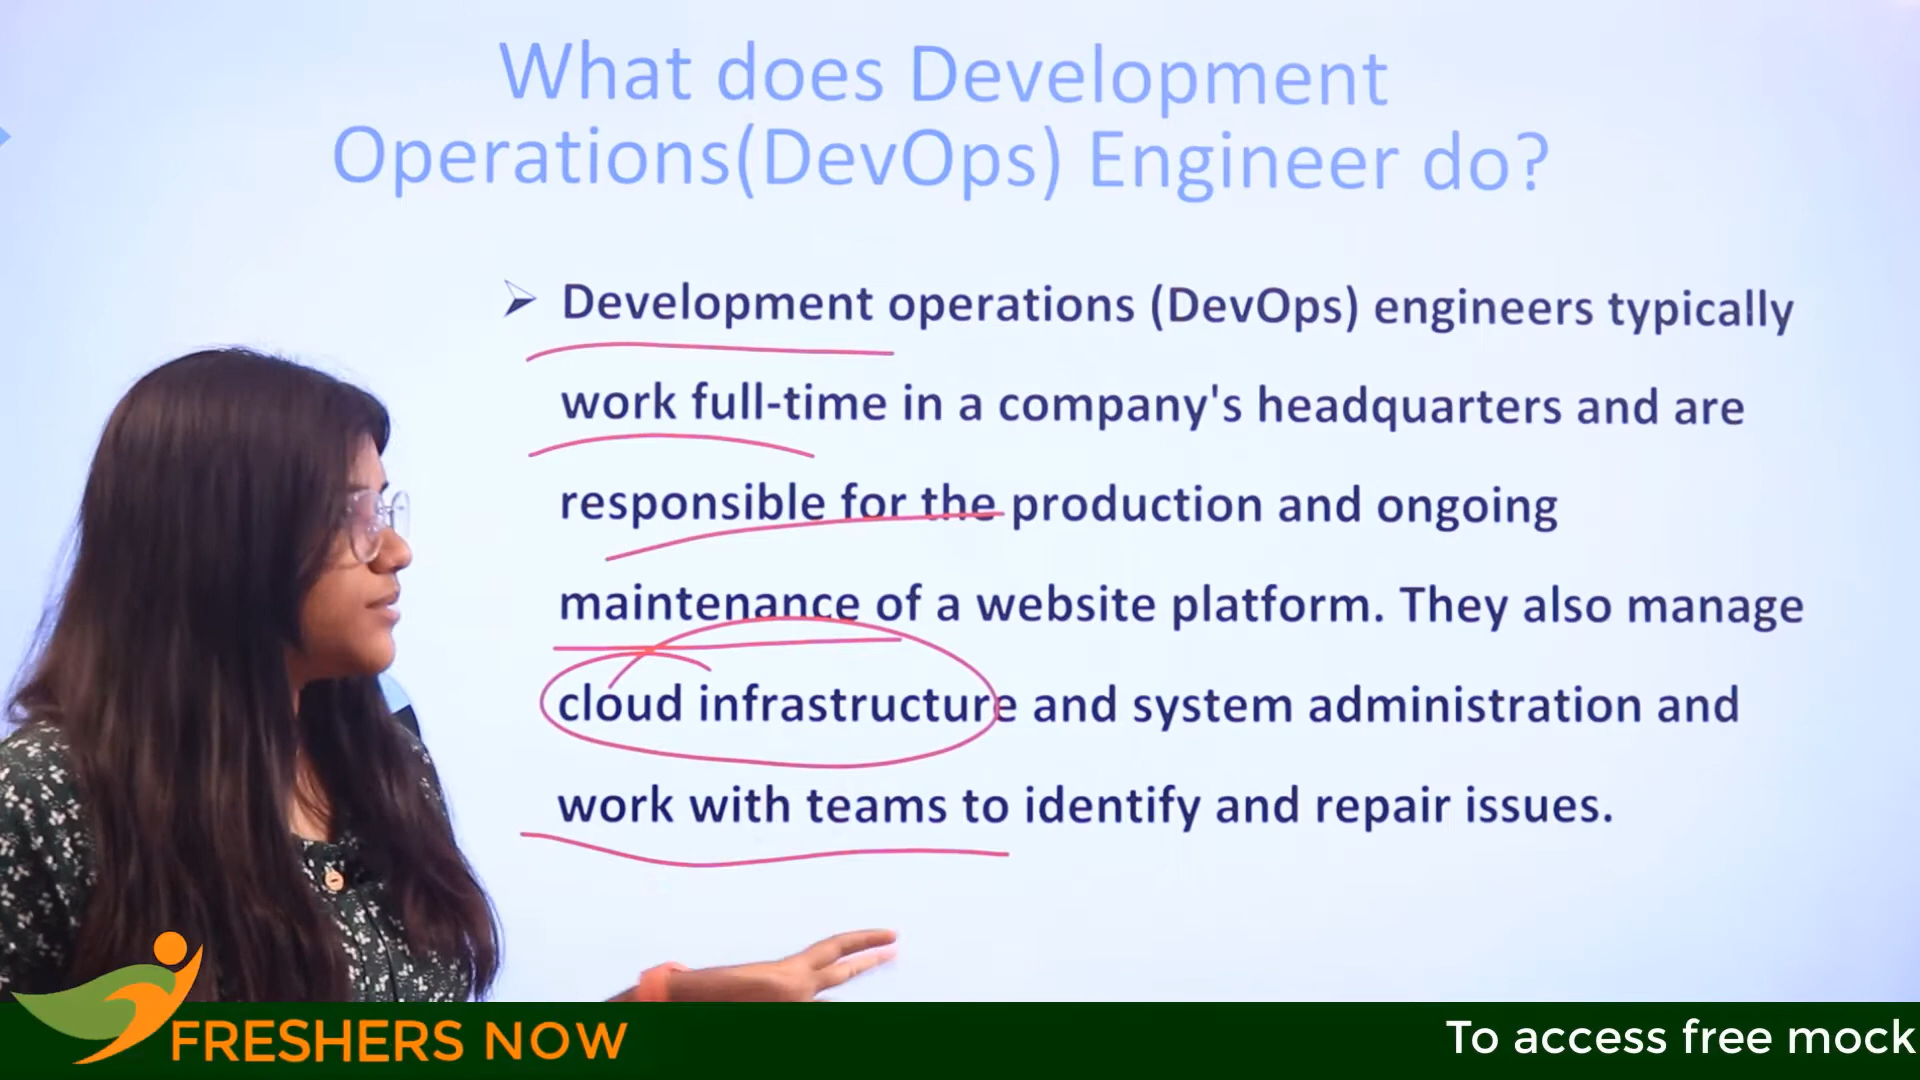 What does Development
Operations(DevOps) Engineer do?
➢ Development operations (DevOps) engineers typically
work full-time in a company's headquarters and are
responsible for the production and ongoing
maintenance of a website platform. They also manage
cloud infrastructure and system administration and
work with teams to identify and repair issues.
FRESHERS NOW
To access free mock